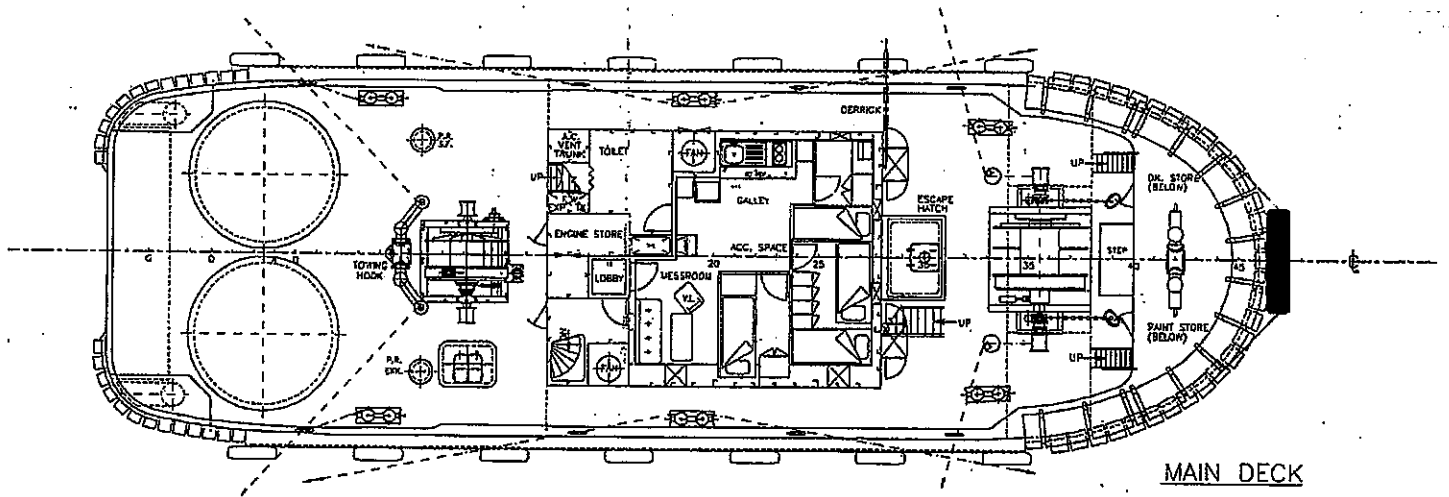 DERRICK
P.R.
A.C.
VENT
TRUNK
TOILET
FAN
UP
GALLEY
ESCAPE
HATCH
UP
DK. STORE
(BELOW)
ENGINE STORE
ACC. SPACE
STEP
TOWING
HOOK
LOBBY
MESSROOM
20
25
35
35
45
UP
PAINT STORE
(BELOW)
P.R.
FAN
UP
MAIN DECK